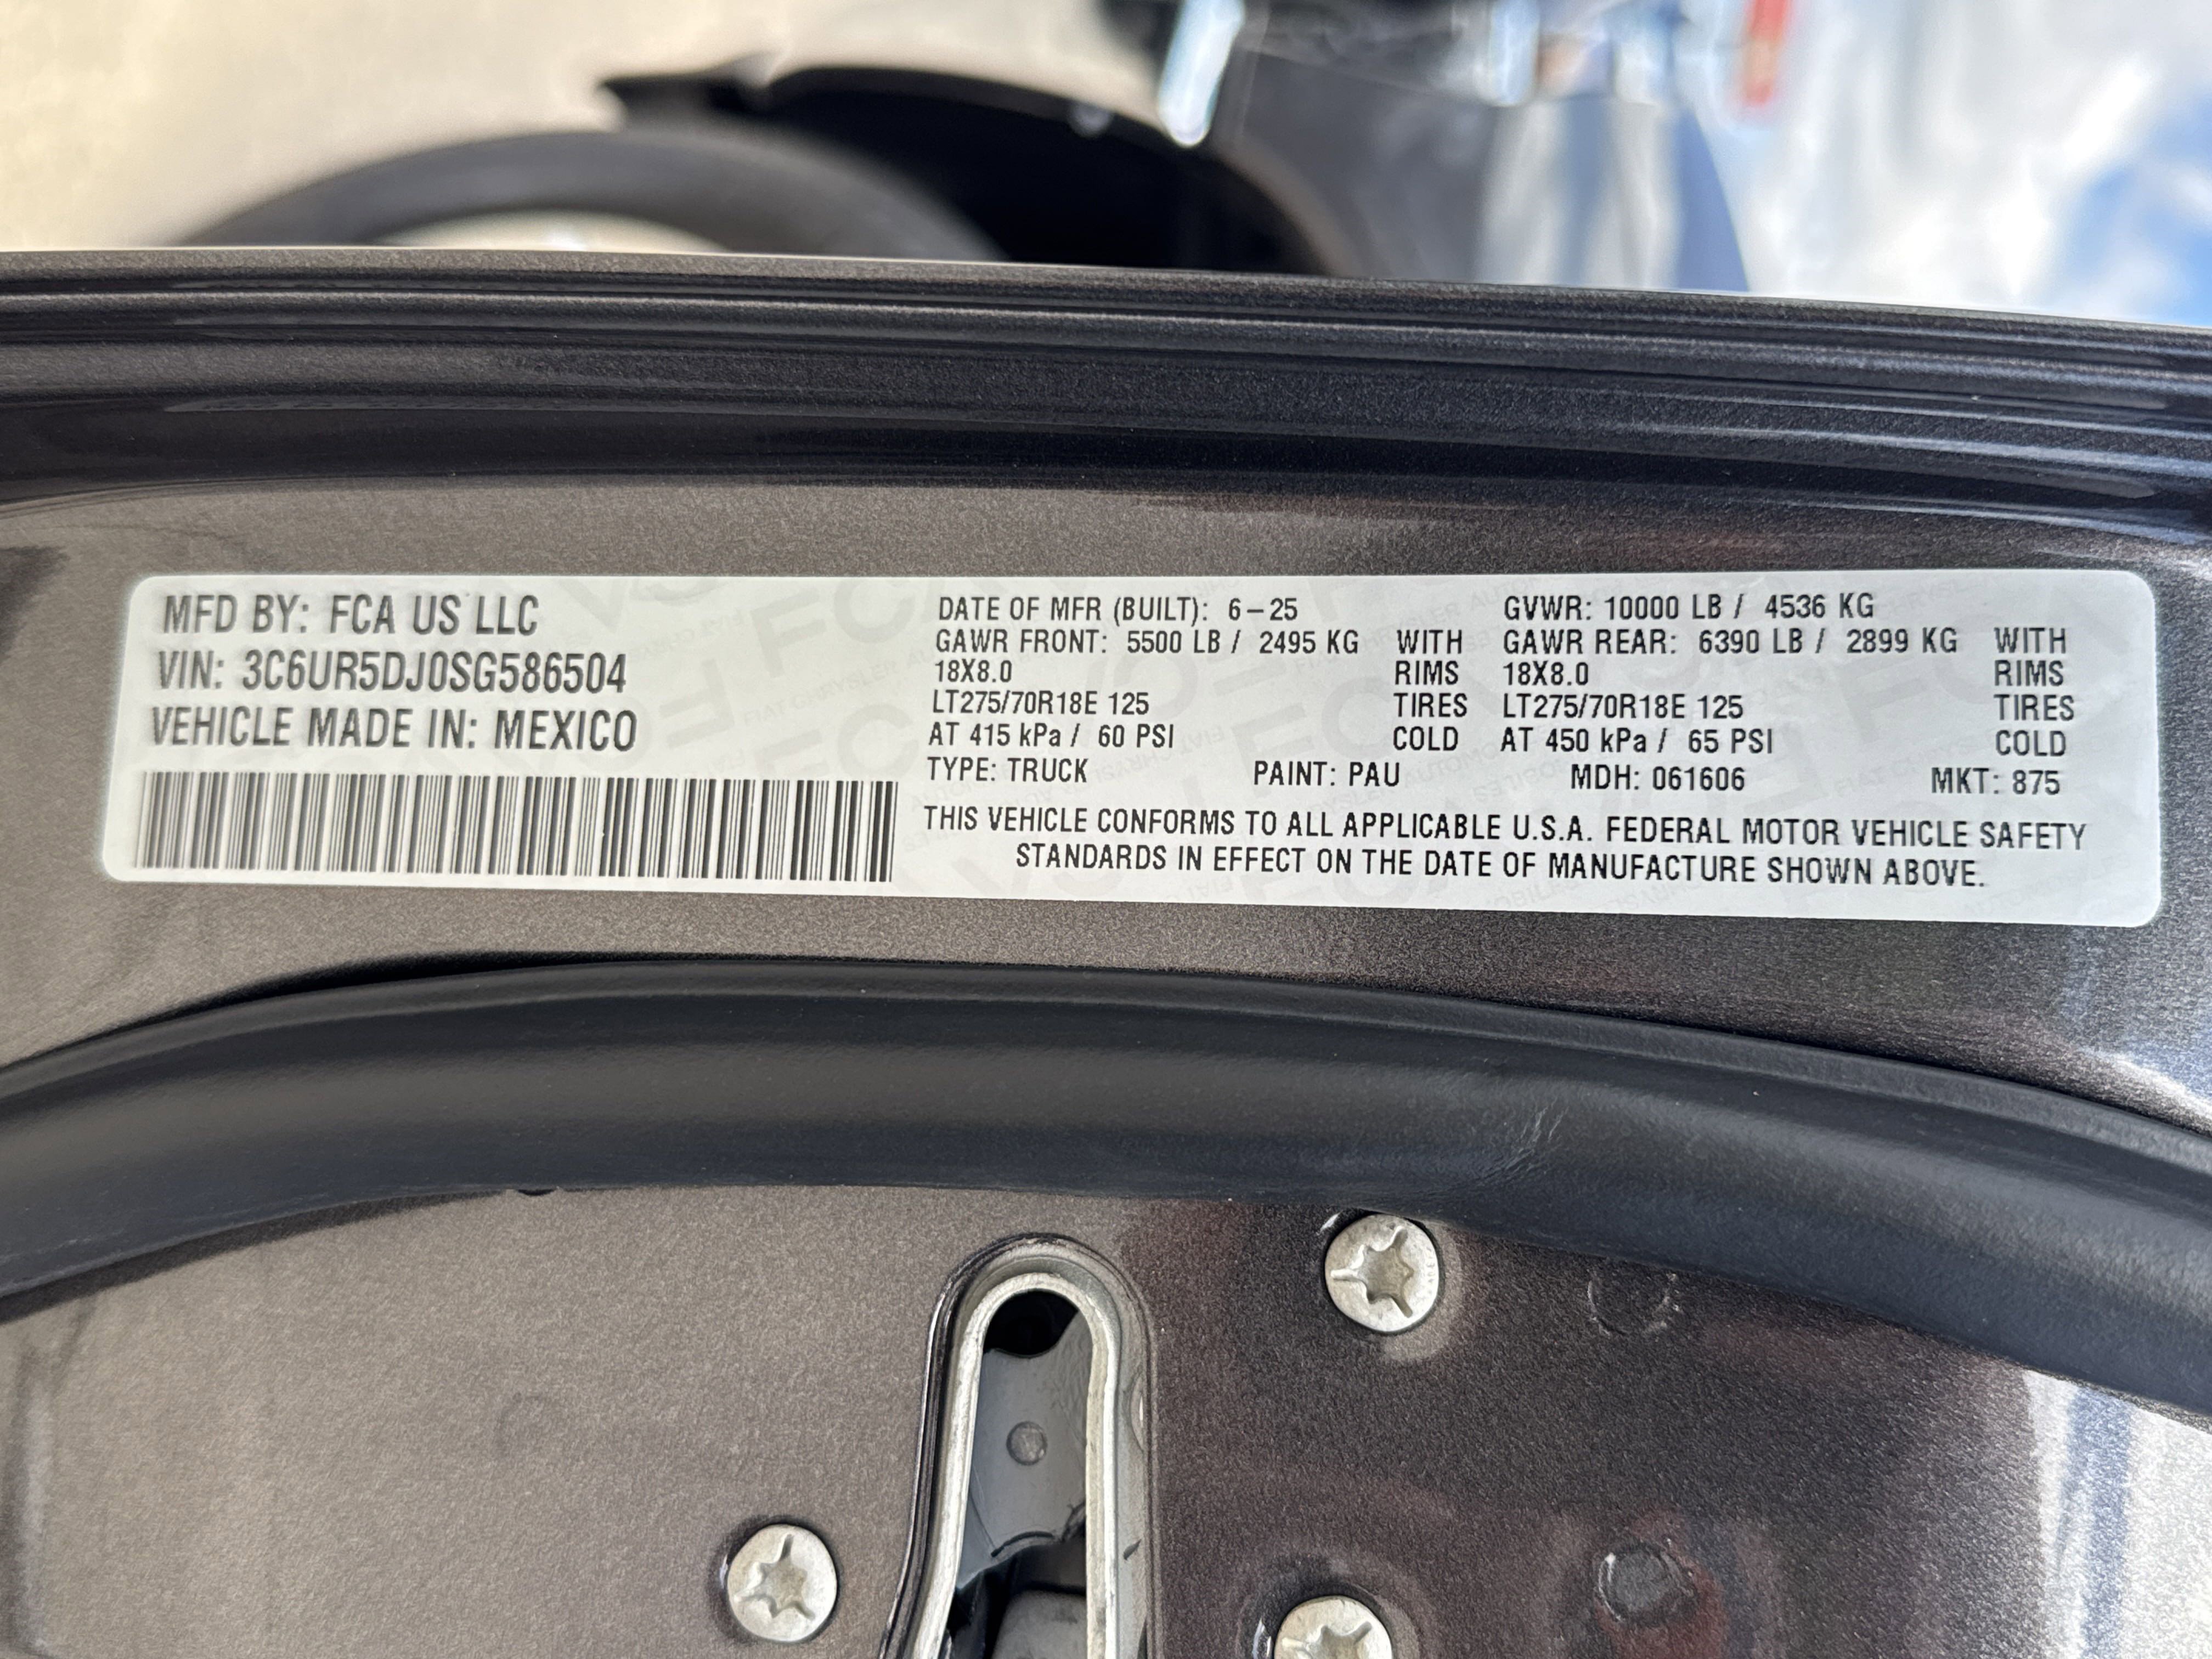 MFD BY: FCA US LLC
VIN: 3C6UR5DJ0SG586504
VEHICLE MADE IN: MEXICO
DATE OF MFR (BUILT): 6-25 GVWR: 10000 LB / 4536 KG
GAWR FRONT: 5500 LB / 2495 KG WITH GAWR REAR: 6390 LB / 2899 KG WITH
18X8.0 RIMS 18X8.0 RIMS
LT275/70R18E 125 TIRES LT275/70R18E 125 TIRES
AT 415 kPa / 60 PSI COLD AT 450 kPa / 65 PSI COLD
TYPE: TRUCK PAINT: PAU MDH: 061606 MKT: 875
THIS VEHICLE CONFORMS TO ALL APPLICABLE U.S.A. FEDERAL MOTOR VEHICLE SAFETY
STANDARDS IN EFFECT ON THE DATE OF MANUFACTURE SHOWN ABOVE.